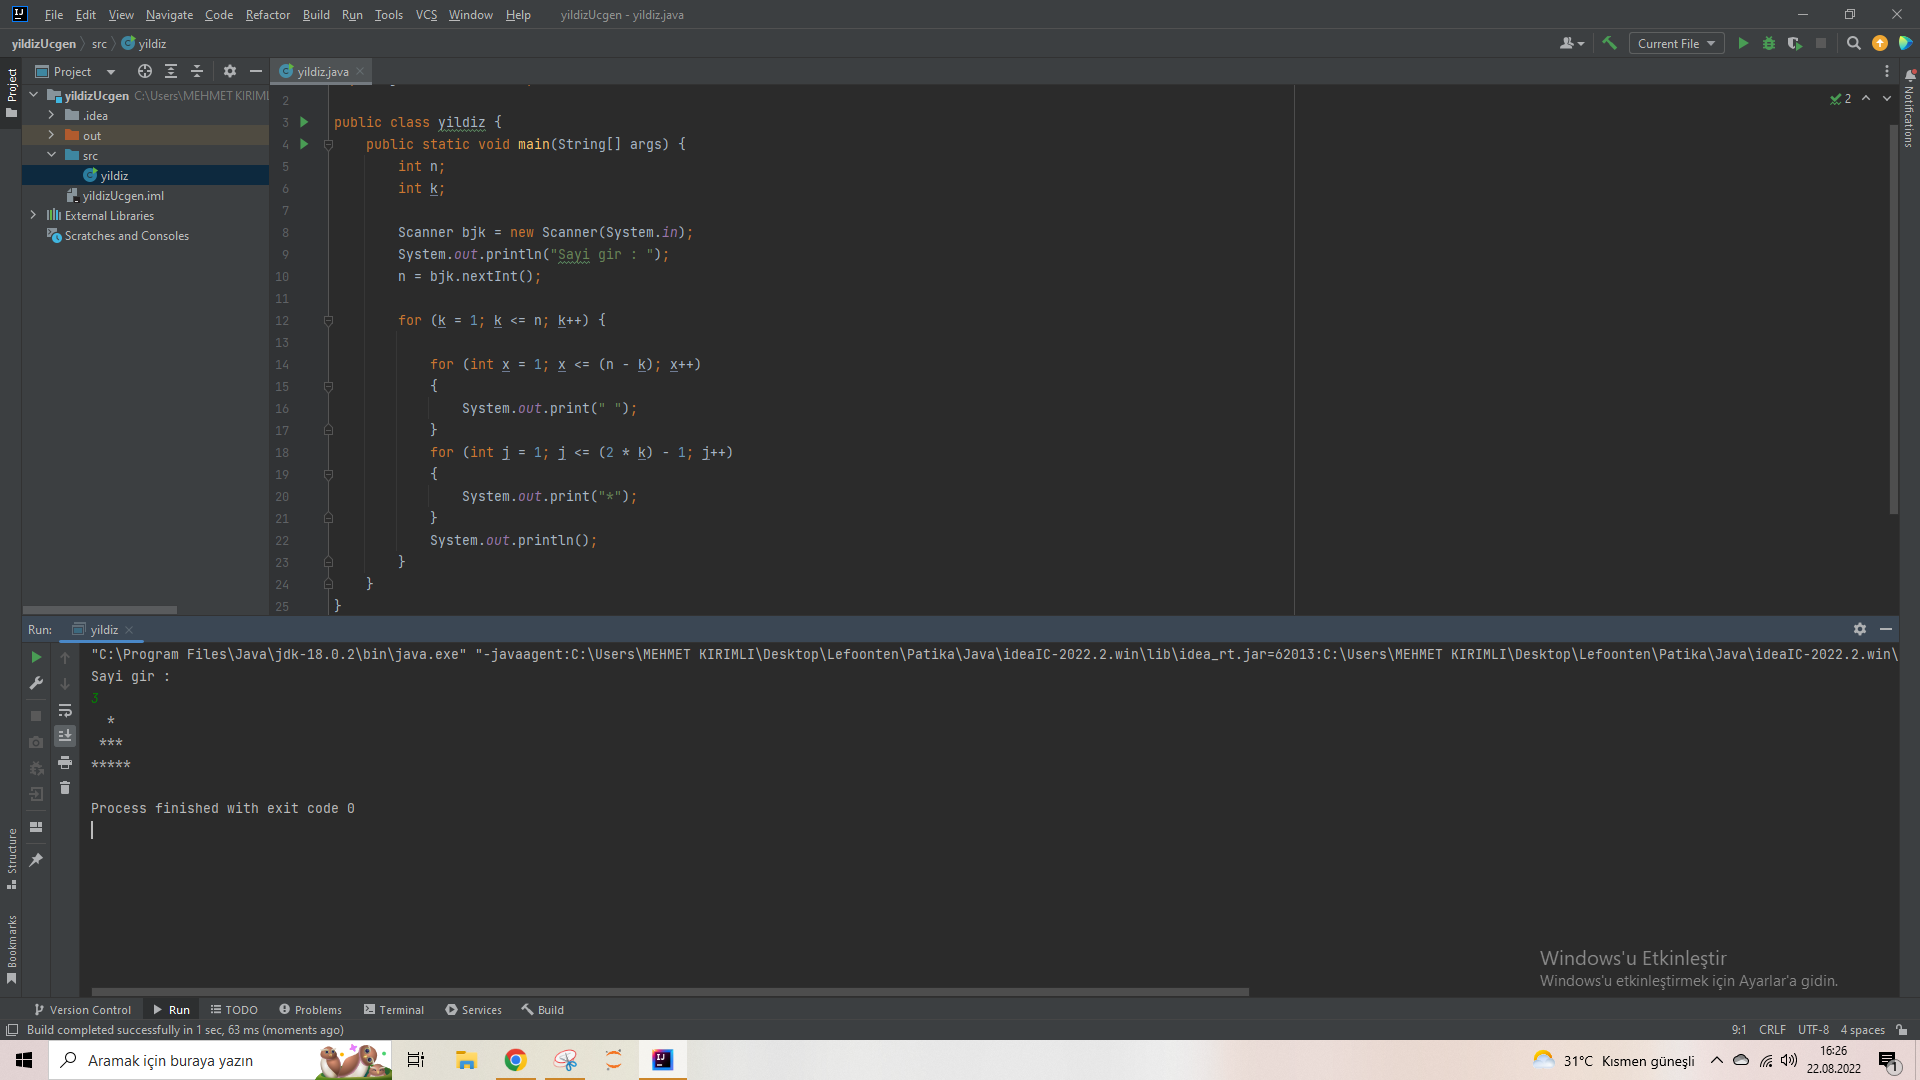 File Edit View Navigate Code Refactor Build Run Tools VCS Window Help yildizUcgen - yildiz.java
yildizUcgen src yildiz
Current File
Project
yildiz.java
Project
yildizUcgen C:\Users\MEHMET KIRIML
.idea
out
src
yildiz
yildizUcgen.iml
External Libraries
Scratches and Consoles
2
Notifications
2
3 public class yildiz {
4 public static void main(String[] args) {
5 int n;
6 int k;
7
8 Scanner bjk = new Scanner(System.in);
9 System.out.println("Sayi gir : ");
10 n = bjk.nextInt();
11
12 for (k = 1; k <= n; k++) {
13
14 for (int x = 1; x <= (n - k); x++)
15 {
16 System.out.print(" ");
17 }
18 for (int j = 1; j <= (2 * k) - 1; j++)
19 {
20 System.out.print("*");
21 }
22 System.out.println();
23 }
24 }
25 }
Run: yildiz
"C:\Program Files\Java\jdk-18.0.2\bin\java.exe" "-javaagent:C:\Users\MEHMET KIRIMLI\Desktop\Lefoonten\Patika\Java\ideaIC-2022.2.win\lib\idea_rt.jar=62013:C:\Users\MEHMET KIRIMLI\Desktop\Lefoonten\Patika\Java\ideaIC-2022.2.win\
Sayi gir :
3
  *
 ***
*****
Process finished with exit code 0
Structure
Bookmarks
Windows'u Etkinleştir
Windows'u etkinleştirmek için Ayarlar'a gidin.
Version Control Run TODO Problems Terminal Services Build
Build completed successfully in 1 sec, 63 ms (moments ago)
9:1 CRLF UTF-8 4 spaces
Aramak için buraya yazın
31°C Kısmen güneşli
16:26
22.08.2022
1